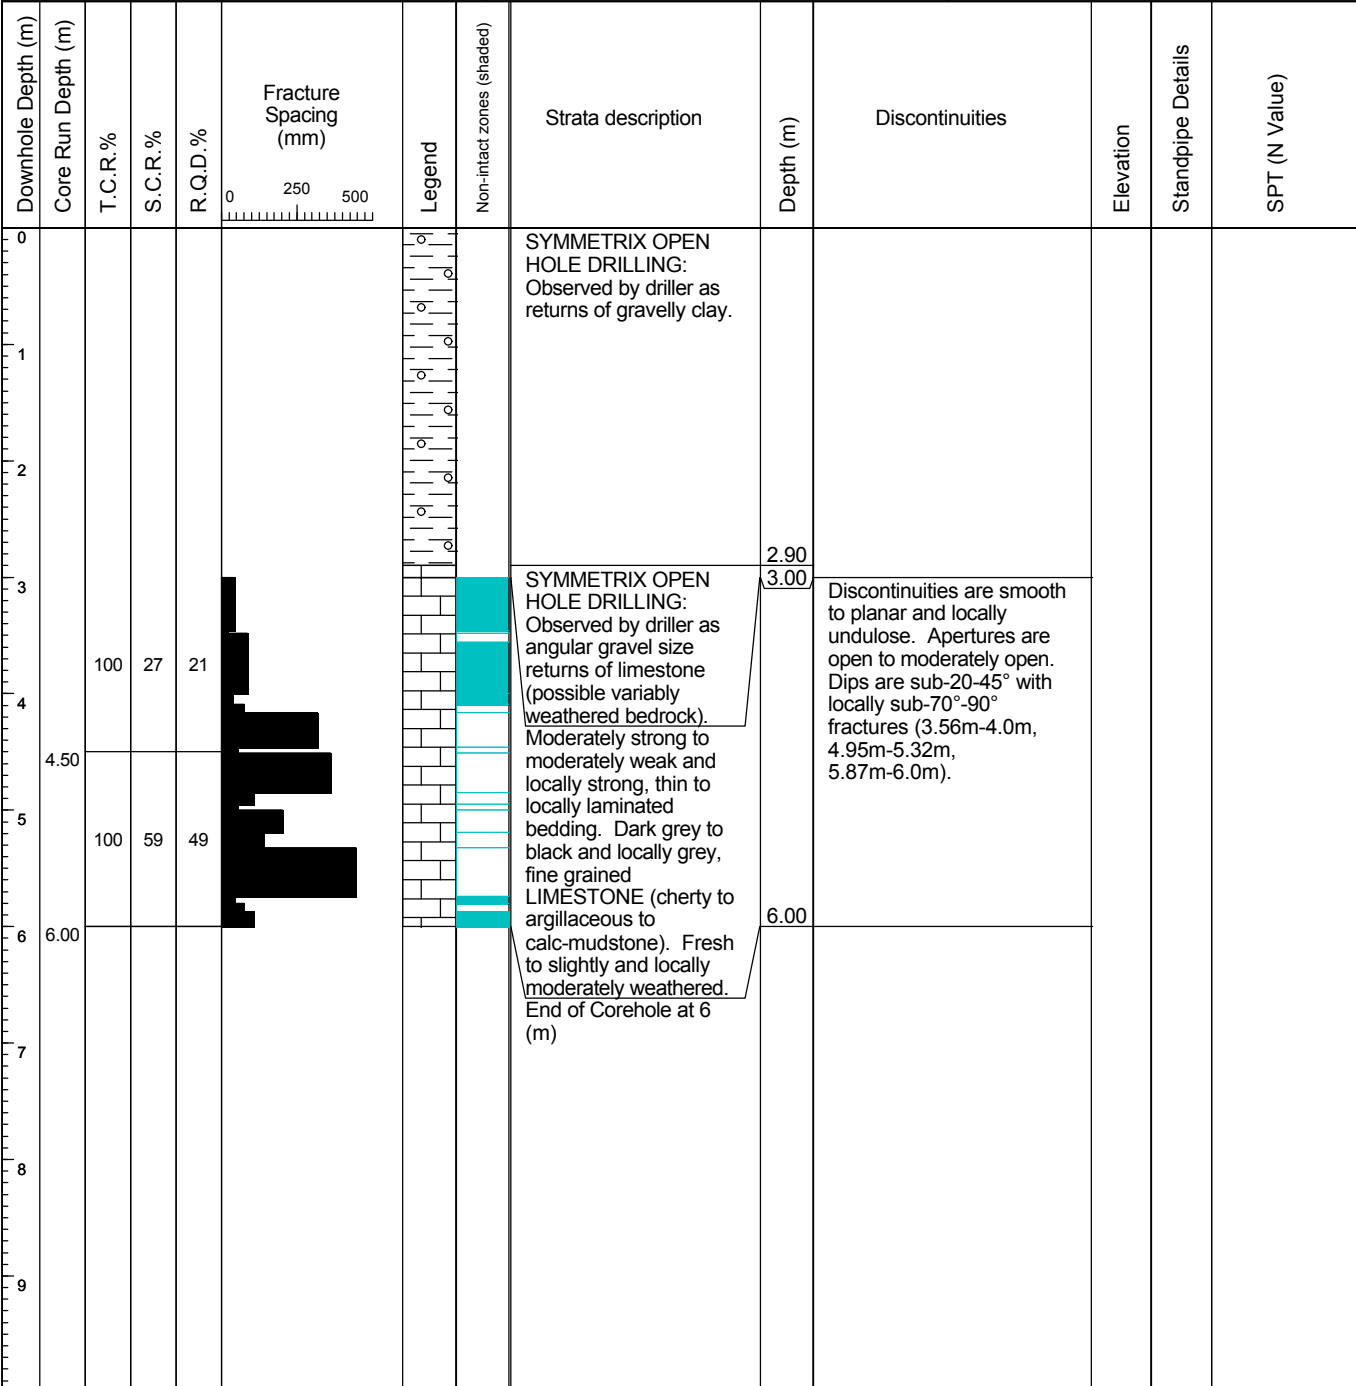 Downhole Depth (m)
Core Run Depth (m)
T.C.R.%
S.C.R.%
R.Q.D.%
Fracture
Spacing
(mm)
0 250 500
Legend
Non-intact zones (shaded)
Strata description
Depth (m)
Discontinuities
Elevation
Standpipe Details
SPT (N Value)
0
1
2
3
4
5
6
7
8
9
4.50
6.00
100 27 21
100 59 49
SYMMETRIX OPEN
HOLE DRILLING:
Observed by driller as
returns of gravelly clay.
2.90
3.00
SYMMETRIX OPEN
HOLE DRILLING:
Observed by driller as
angular gravel size
returns of limestone
(possible variably
weathered bedrock).
Moderately strong to
moderately weak and
locally strong, thin to
locally laminated
bedding. Dark grey to
black and locally grey,
fine grained
LIMESTONE (cherty to
argillaceous to
calc-mudstone). Fresh
to slightly and locally
moderately weathered.
End of Corehole at 6
(m)
6.00
Discontinuities are smooth
to planar and locally
undulose. Apertures are
open to moderately open.
Dips are sub-20-45° with
locally sub-70°-90°
fractures (3.56m-4.0m,
4.95m-5.32m,
5.87m-6.0m).